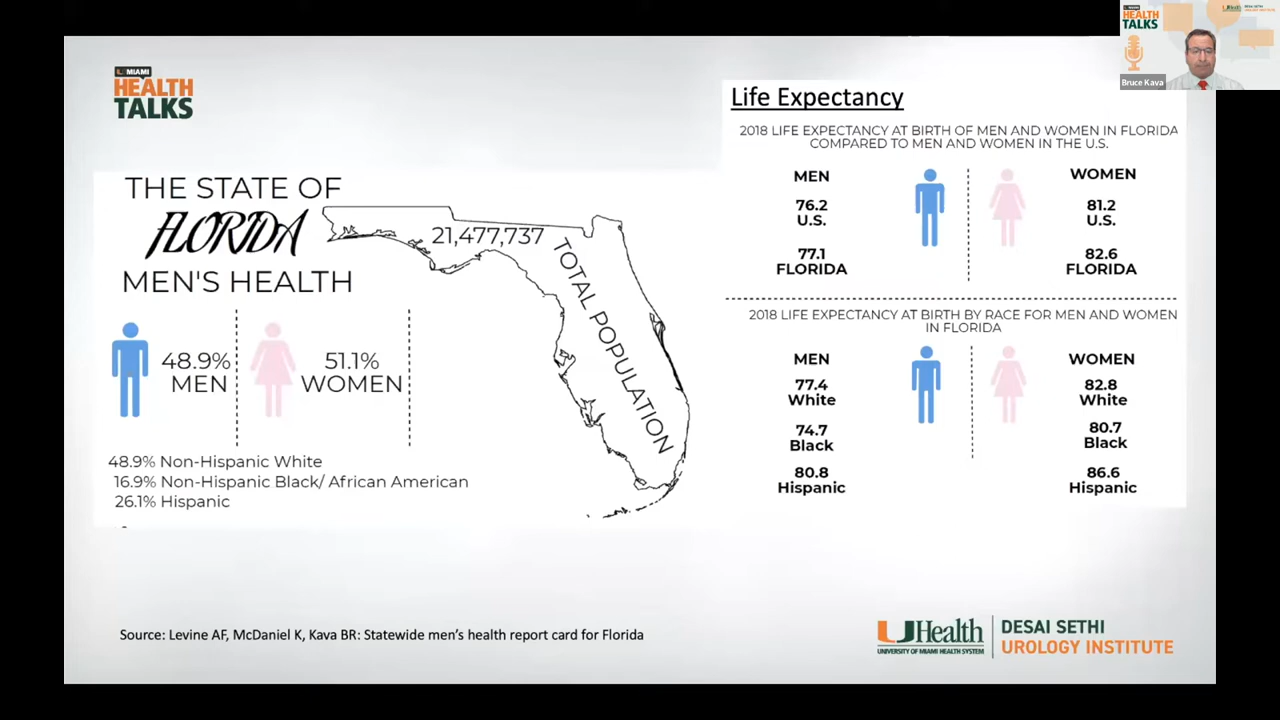 MIAMI
HEALTH
TALKS
THE STATE OF
FLORIDA
MEN'S HEALTH
21,477,737
TOTAL POPULATION
48.9%
MEN
51.1%
WOMEN
48.9% Non-Hispanic White
16.9% Non-Hispanic Black/ African American
26.1% Hispanic
Life Expectancy
2018 LIFE EXPECTANCY AT BIRTH OF MEN AND WOMEN IN FLORIDA
COMPARED TO MEN AND WOMEN IN THE U.S.
MEN
76.2
U.S.
77.1
FLORIDA
WOMEN
81.2
U.S.
82.6
FLORIDA
2018 LIFE EXPECTANCY AT BIRTH BY RACE FOR MEN AND WOMEN
IN FLORIDA
MEN
77.4
White
74.7
Black
80.8
Hispanic
WOMEN
82.8
White
80.7
Black
86.6
Hispanic
Source: Levine AF, McDaniel K, Kava BR: Statewide men's health report card for Florida
UHealth
UNIVERSITY OF MIAMI HEALTH SYSTEM
DESAI SETHI
UROLOGY INSTITUTE
HEALTH
TALKS
Bruce Kava